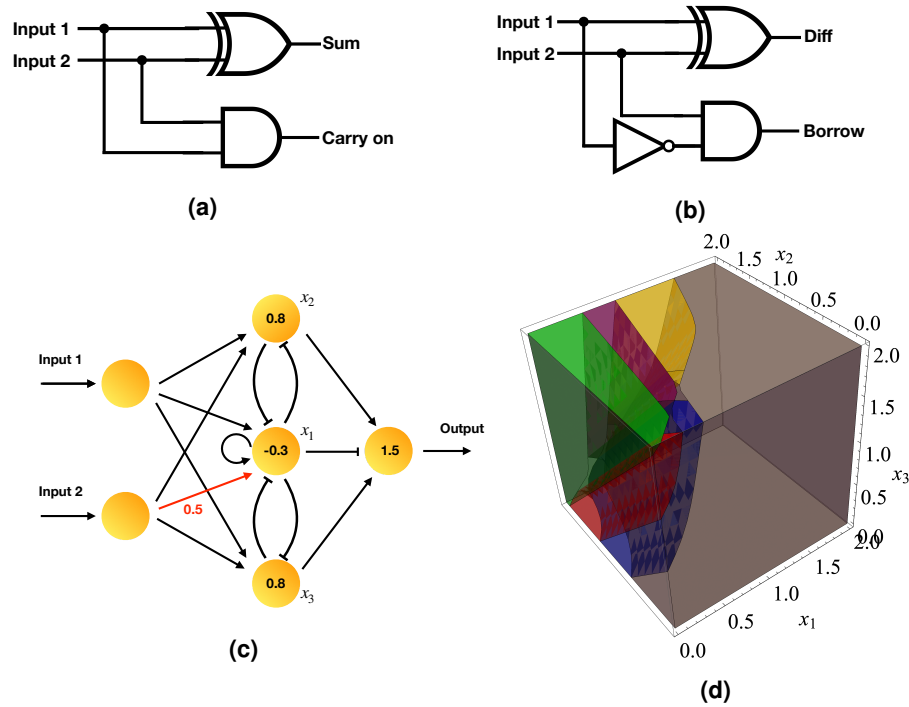 Input 1
Input 2
Sum
Carry on
(a)
Input 1
Input 2
Diff
Borrow
(b)
x₂
0.8
Input 1
x₁
-0.3
1.5
Output
Input 2
0.5
0.8
x₃
(c)
2.0
1.5
x₂
1.0
0.5
0.0
2.0
1.5
1.0
x₃
0.5
0.0
2.0
1.5
1.0
x₁
0.5
0.0
(d)